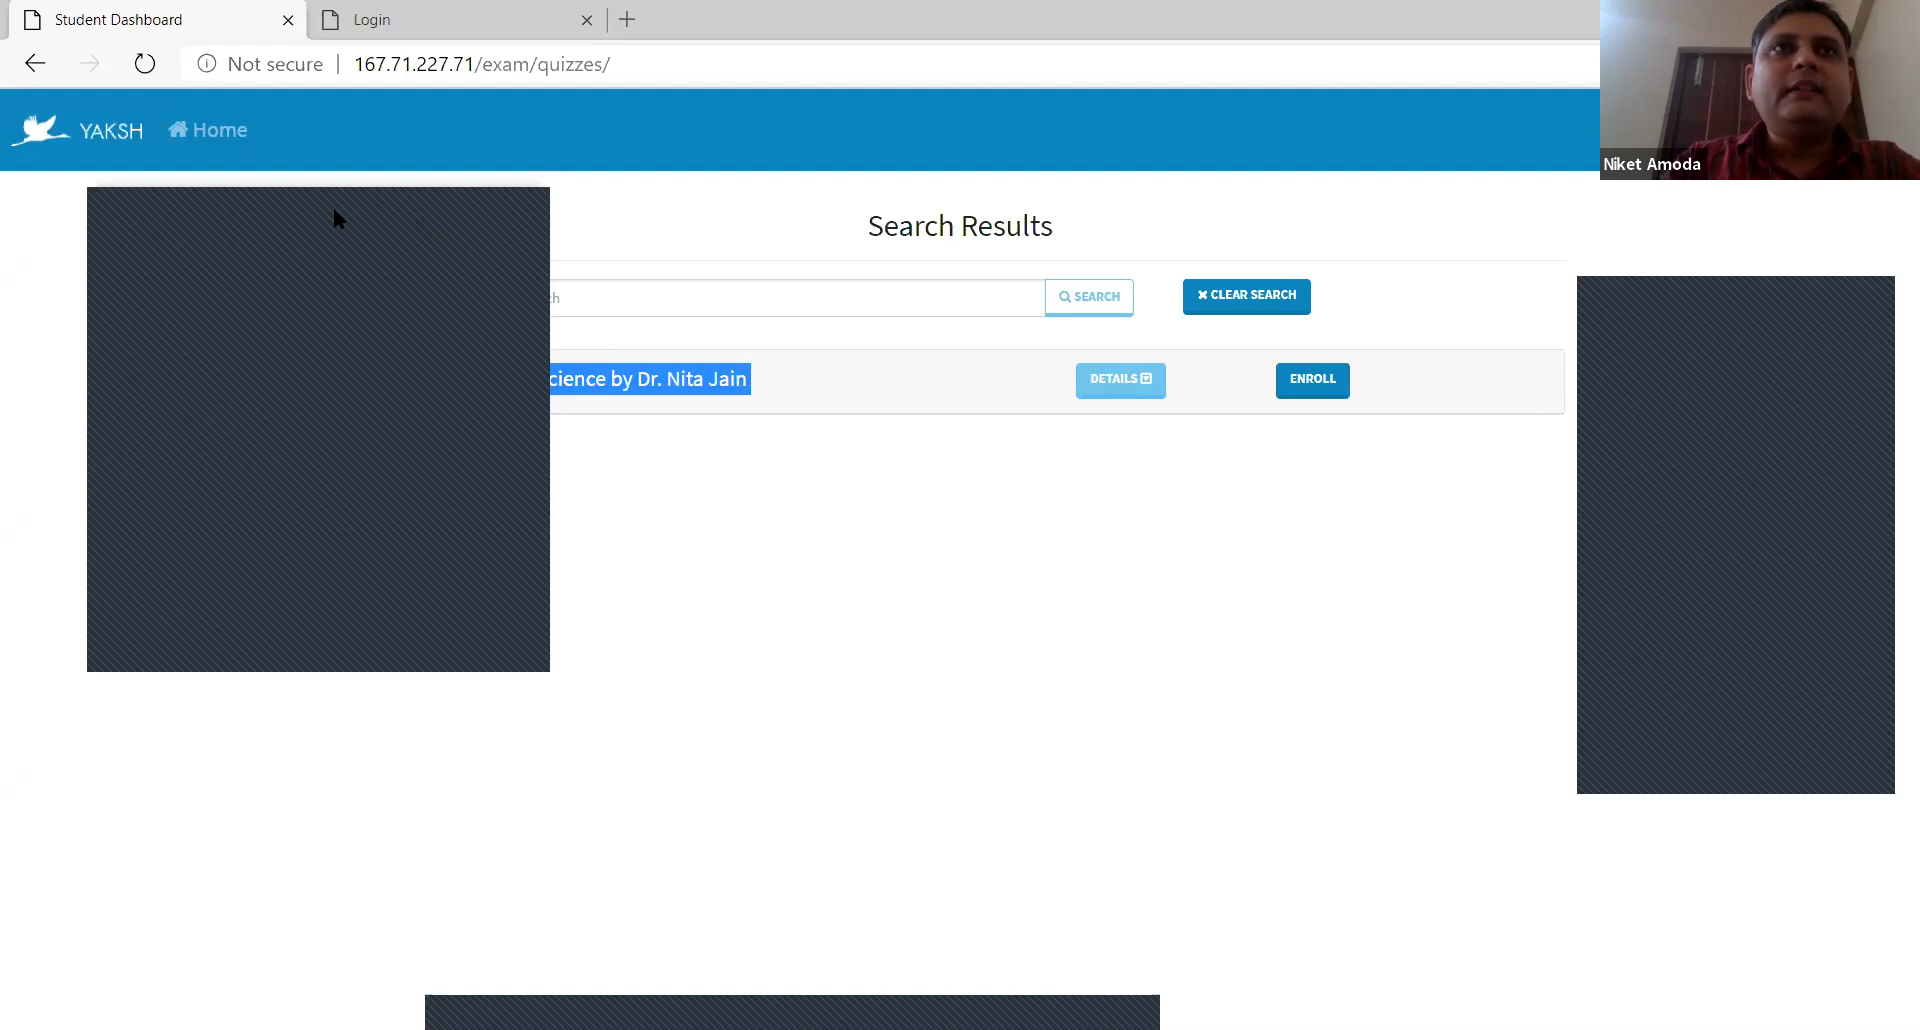 Student Dashboard
Login
Not secure | 167.71.227.71/exam/quizzes/
YAKSH Home
Niket Amoda
Search Results
SEARCH
CLEAR SEARCH
by Dr. Nita Jain
DETAILS
ENROLL